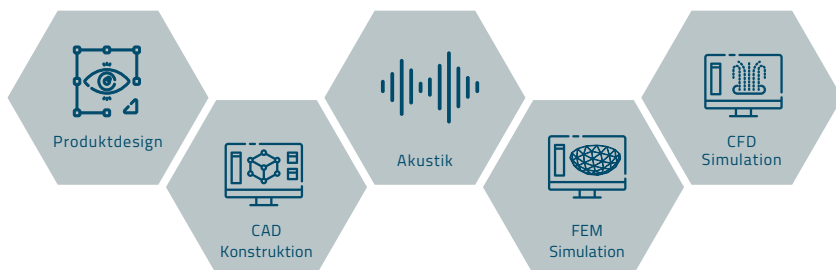 Produktdesign
CAD
Konstruktion
Akustik
FEM
Simulation
CFD
Simulation